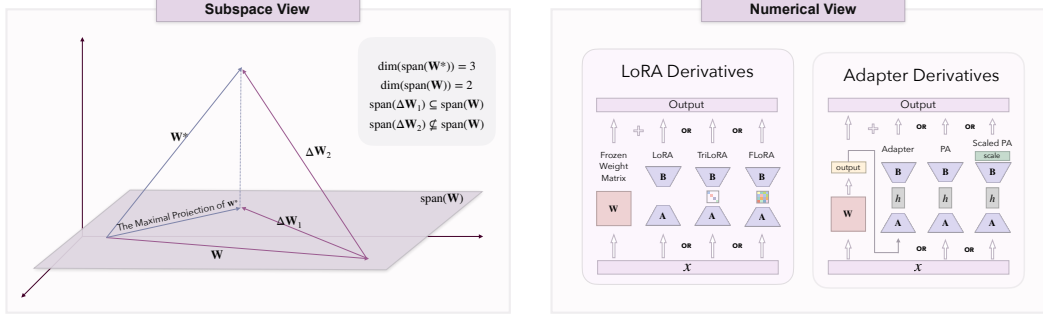 Subspace View
dim(span(W*)) = 3
dim(span(W)) = 2
span(ΔW₁) ⊆ span(W)
span(ΔW₂) ⊈ span(W)
W*
ΔW₂
span(W)
The Maximal Projection of W*
ΔW₁
W
Numerical View
LoRA Derivatives
Output
OR OR
Frozen
Weight
Matrix
LoRA TriLoRA FLoRA
B B B
W
A A A
OR OR
x
Adapter Derivatives
Output
OR OR
Adapter PA Scaled PA
scale
output
B B B
h h h
W
A A A
OR OR
x